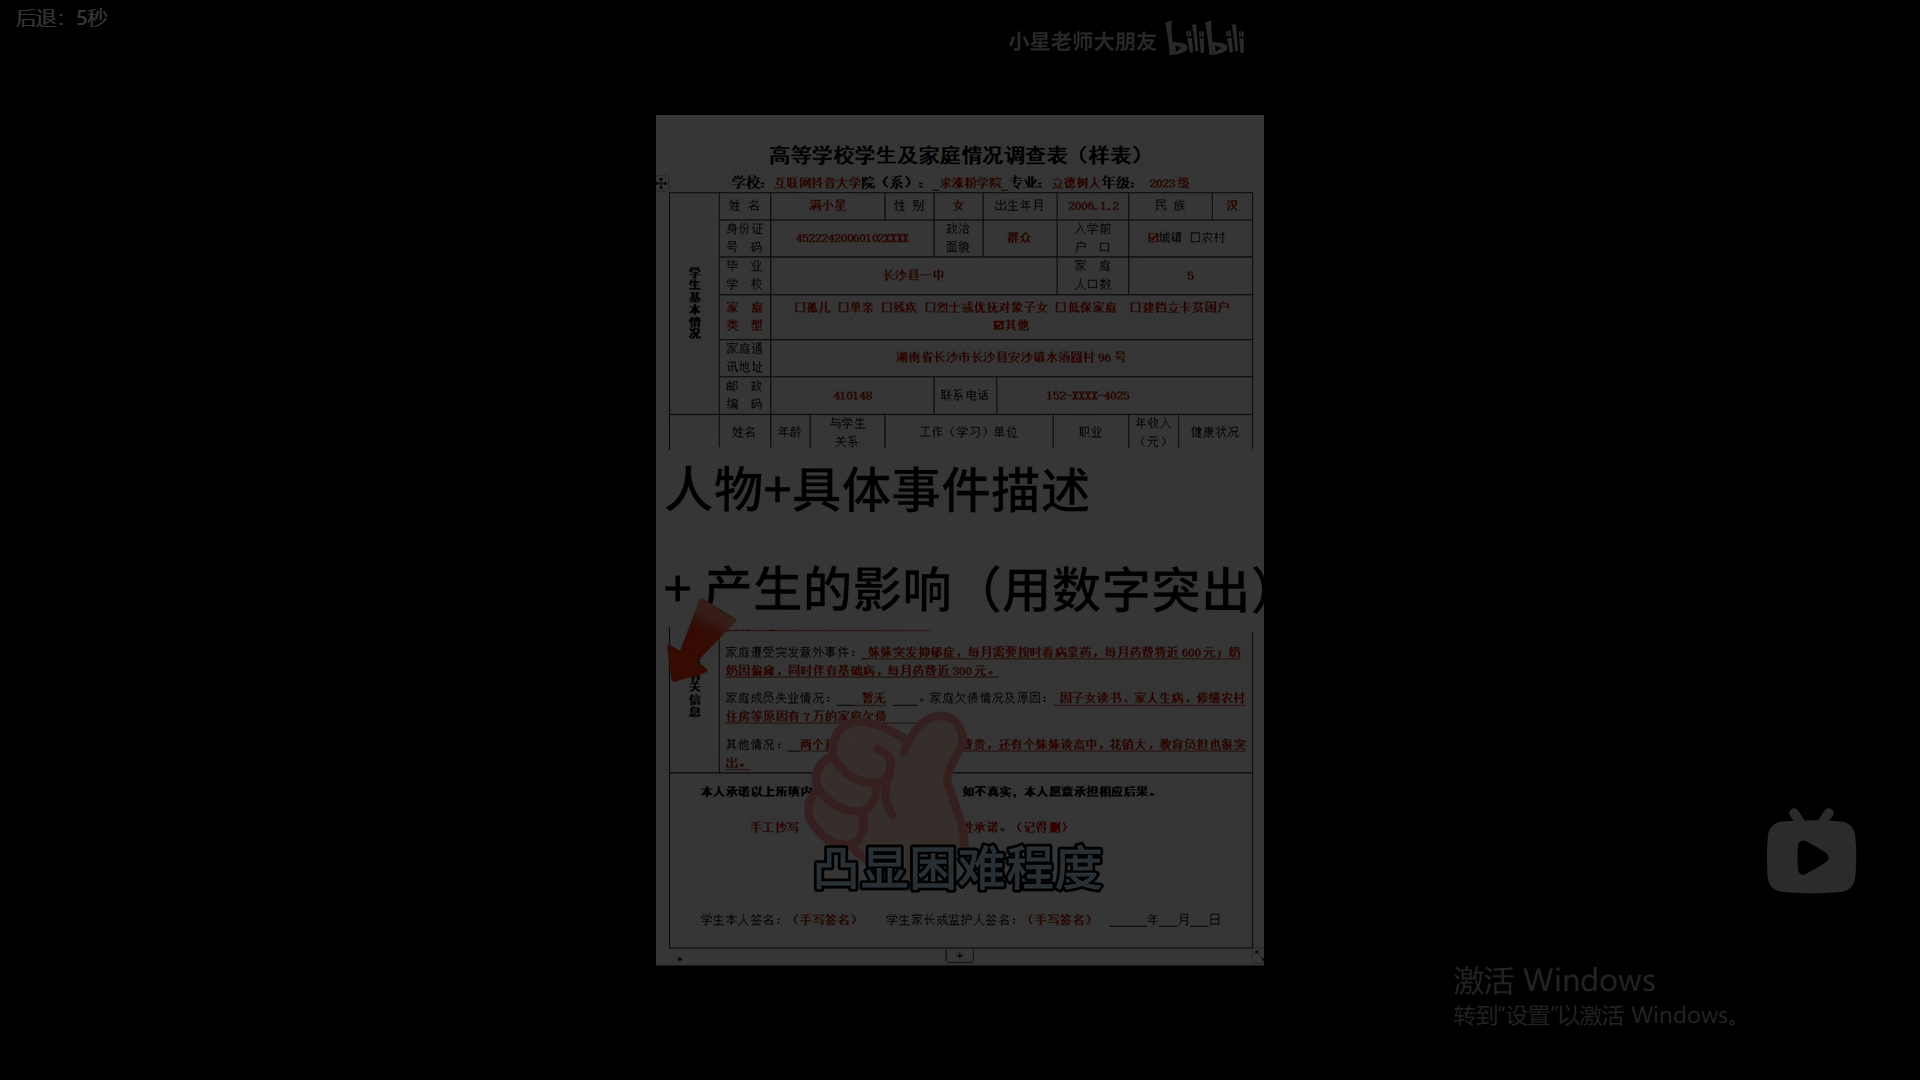 后退：5秒
小星老师大朋友 bilibili
高等学校学生及家庭情况调查表（样表）
学校：互联网抖音大学院（系）：_求涨粉学院_专业：立德树人年级： 2023级
姓 名 满小星 性 别 女 出生年月 2006.1.2 民 族 汉
身份证号 码 45222420060102XXXX 政治面貌 群众 入学前户 口 ☑城镇 □农村
毕 业学 校 长沙县一中 家 庭人口数 5
家 庭类 型 □孤儿 □单亲 □残疾 □烈士或优抚对象子女 □低保家庭 □建档立卡贫困户
☑其他
家庭通讯地址 湖南省长沙市长沙县安沙镇水汤圆村96号
邮 政编 码 410148 联系电话 152-XXXX-4025
学生基本情况
姓名 年龄 与学生关系 工作（学习）单位 职业 年收入（元） 健康状况
人物+具体事件描述
+ 产生的影响（用数字突出）
家庭遭受突发意外事件：_妹妹突发抑郁症，每月需要按时看病拿药，每月药费将近600元；奶
奶因偏瘫，同时伴有基础病，每月药费近300元。
关信息
家庭成员失业情况：___暂无____。家庭欠债情况及原因：_因子女读书、家人生病、修缮农村
住房等原因有7万的家庭欠债
其他情况：__两个 费贵，还有个妹妹读高中，花销大，教育负担也很突
出。
本人承诺以上所填内 如不真实，本人愿意承担相应后果。
手工抄写 承诺。（记得删）
凸显困难程度
学生本人签名：（手写签名） 学生家长或监护人签名：（手写签名） ______年___月___日
激活 Windows
转到“设置”以激活 Windows。